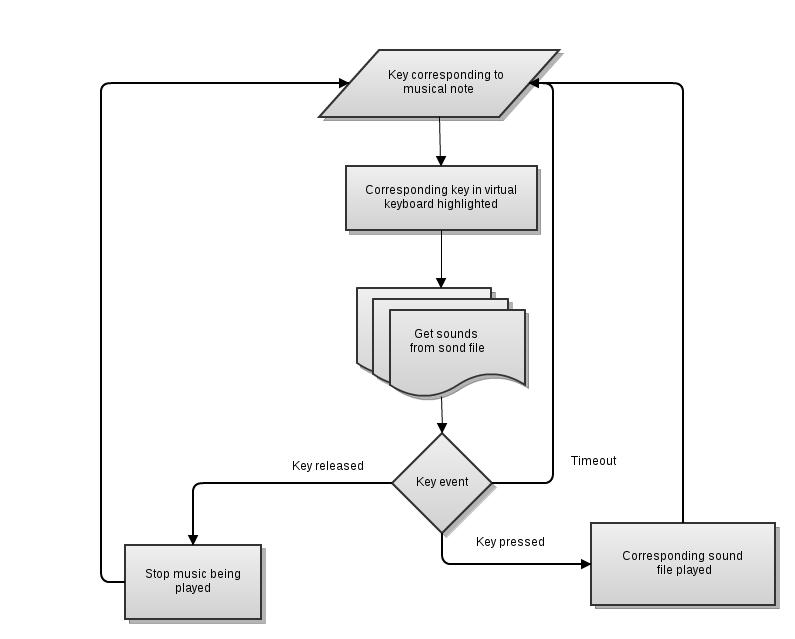 Key corresponding to
musical note
Corresponding key in virtual
keyboard highlighted
Get sounds
from sond file
Key released
Timeout
Key event
Key pressed
Stop music being
played
Corresponding sound
file played